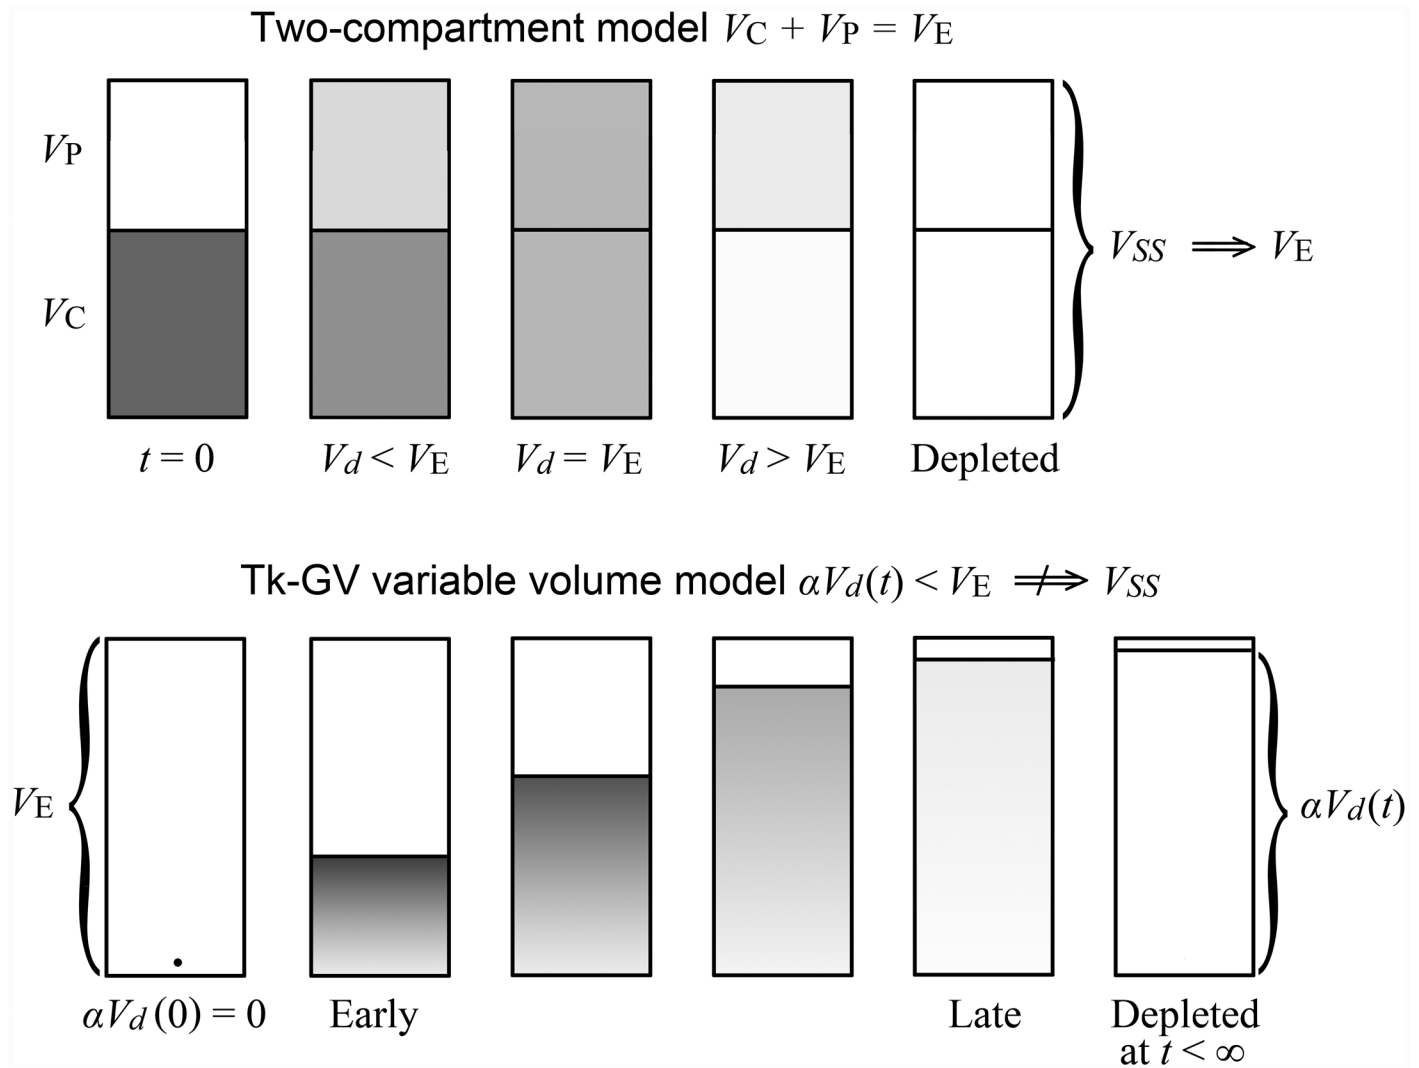 Two-compartment model VC + VP = VE
VP
VC
VSS ⟹ VE
t = 0
Vd < VE
Vd = VE
Vd > VE
Depleted
Tk-GV variable volume model αVd(t) < VE ⇏ VSS
VE
αVd(t)
αVd(0) = 0
Early
Late
Depleted
at t < ∞